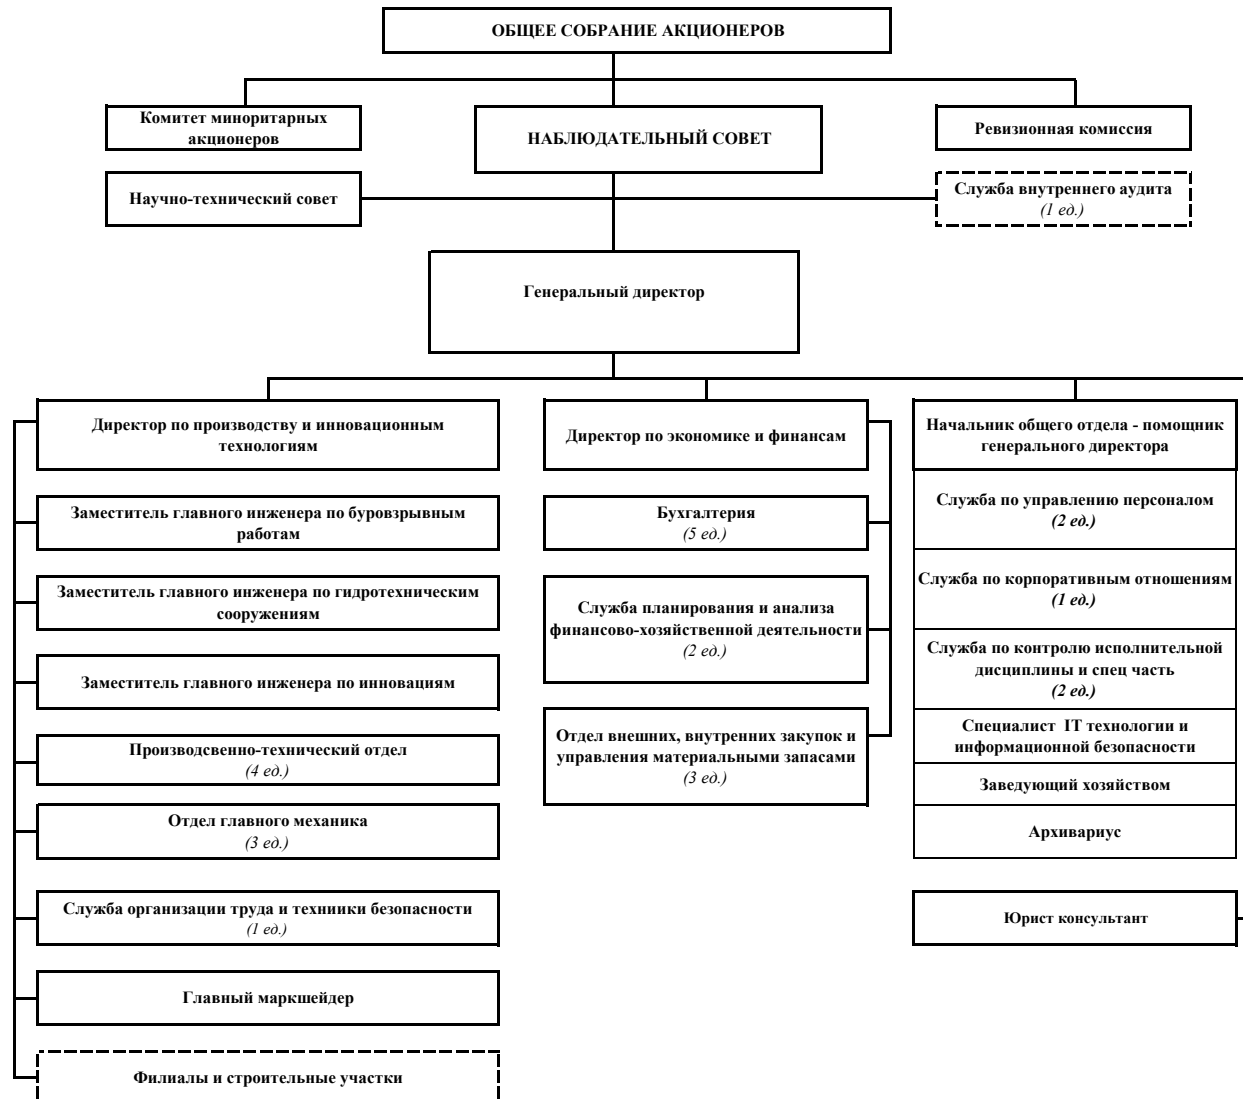 ОБЩЕЕ СОБРАНИЕ АКЦИОНЕРОВ
Комитет миноритарных
акционеров
НАБЛЮДАТЕЛЬНЫЙ СОВЕТ
Ревизионная комиссия
Научно-технический совет
Служба внутреннего аудита
(1 ед.)
Генеральный директор
Директор по производству и инновационным
технологиям
Заместитель главного инженера по буровзрывным
работам
Заместитель главного инженера по гидротехническим
сооружениям
Заместитель главного инженера по инновациям
Производсвенно-технический отдел
(4 ед.)
Отдел главного механика
(3 ед.)
Служба организации труда и техниики безопасности
(1 ед.)
Главный маркшейдер
Филиалы и строительные участки
Директор по экономике и финансам
Бухгалтерия
(5 ед.)
Служба планирования и анализа
финансово-хозяйственной деятельности
(2 ед.)
Отдел внешних, внутренних закупок и
управления материальными запасами
(3 ед.)
Начальник общего отдела - помощник
генерального директора
Служба по управлению персоналом
(2 ед.)
Служба по корпоративным отношениям
(1 ед.)
Служба по контролю исполнительной
дисциплины и спец часть
(2 ед.)
Специалист IT технологии и
информационной безопасности
Заведующий хозяйством
Архивариус
Юрист консультант